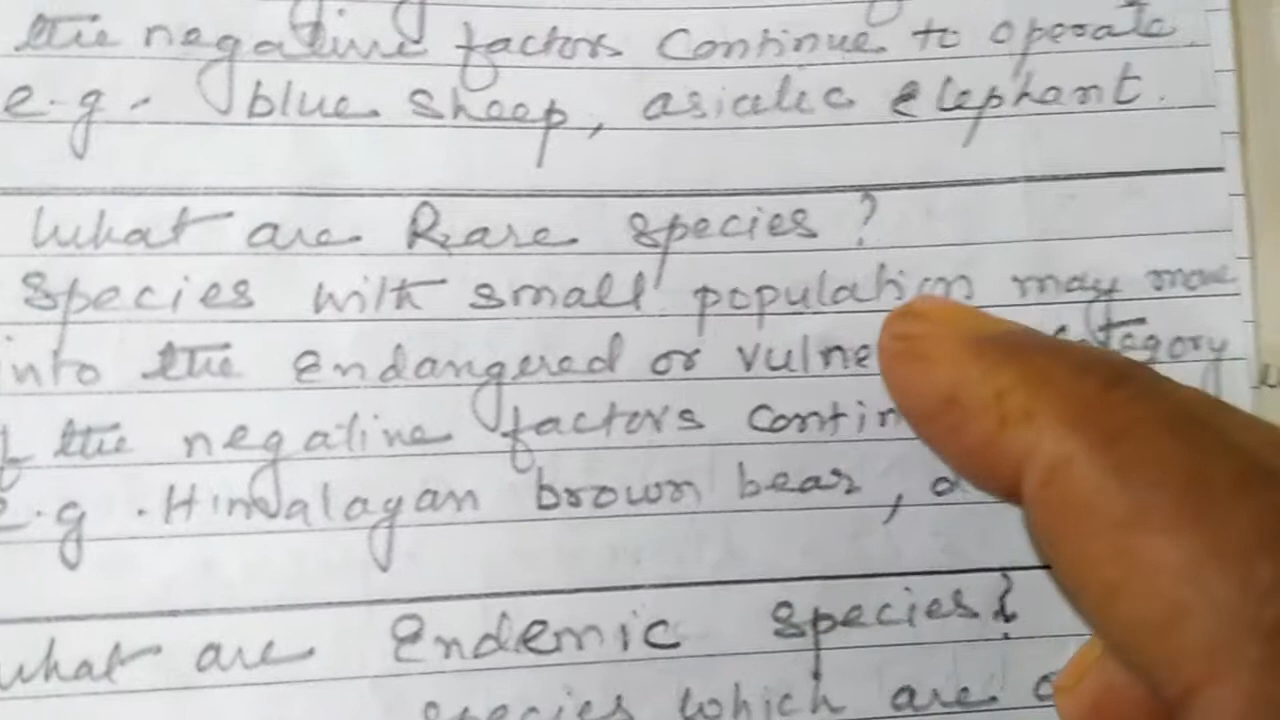 the negative factors Continue to operate.
e.g. blue sheep, asiatic elephant.
What are Rare species?
Species with small population may move
into the endangered or vulne category
the negative factors contin
e.g. Himalayan brown bear,
What are Endemic species?
species which are